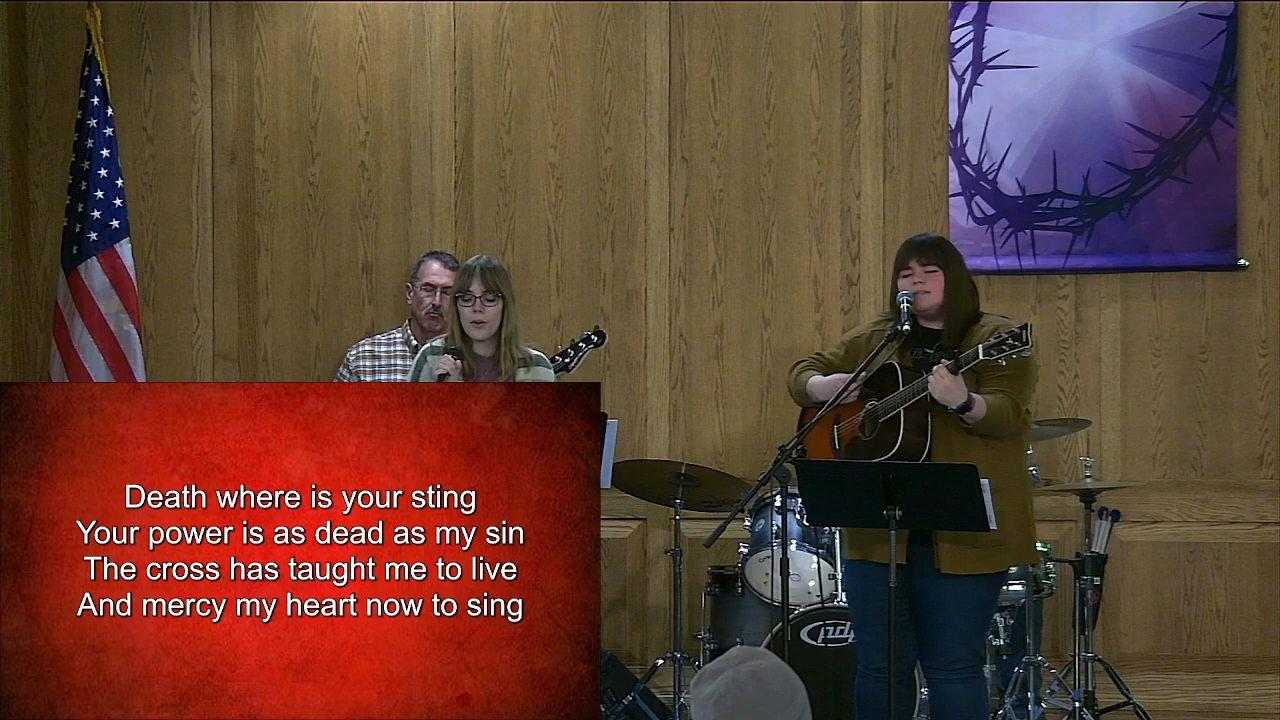 Death where is your sting
Your power is as dead as my sin
The cross has taught me to live
And mercy my heart now to sing
pdp